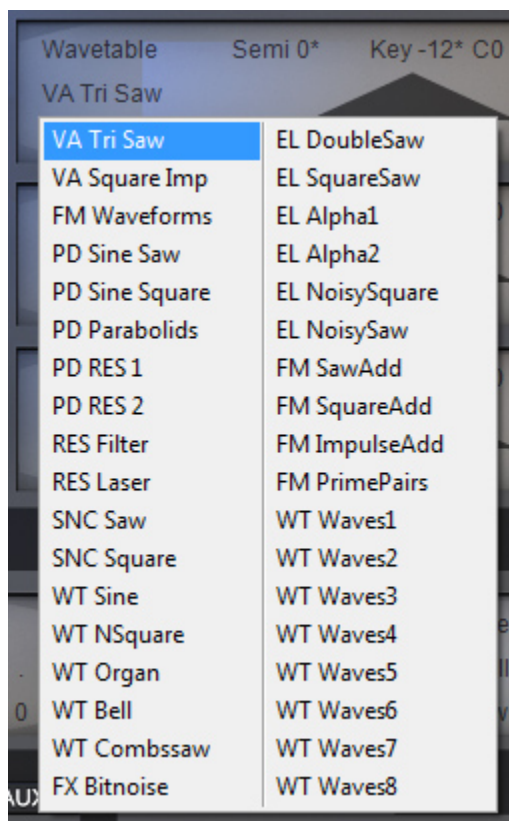 Wavetable Semi 0* Key -12* C0
VA Tri Saw
VA Tri Saw
VA Square Imp
FM Waveforms
PD Sine Saw
PD Sine Square
PD Parabolids
PD RES 1
PD RES 2
RES Filter
RES Laser
SNC Saw
SNC Square
WT Sine
WT NSquare
WT Organ
WT Bell
WT Combssaw
FX Bitnoise
EL DoubleSaw
EL SquareSaw
EL Alpha1
EL Alpha2
EL NoisySquare
EL NoisySaw
FM SawAdd
FM SquareAdd
FM ImpulseAdd
FM PrimePairs
WT Waves1
WT Waves2
WT Waves3
WT Waves4
WT Waves5
WT Waves6
WT Waves7
WT Waves8
0